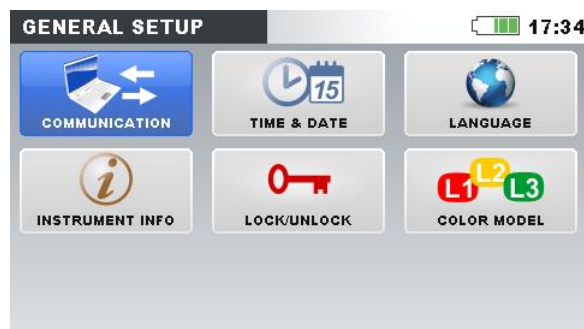 GENERAL SETUP 17:34
15
COMMUNICATION TIME & DATE LANGUAGE
i
L1 L2 L3
INSTRUMENT INFO LOCK/UNLOCK COLOR MODEL